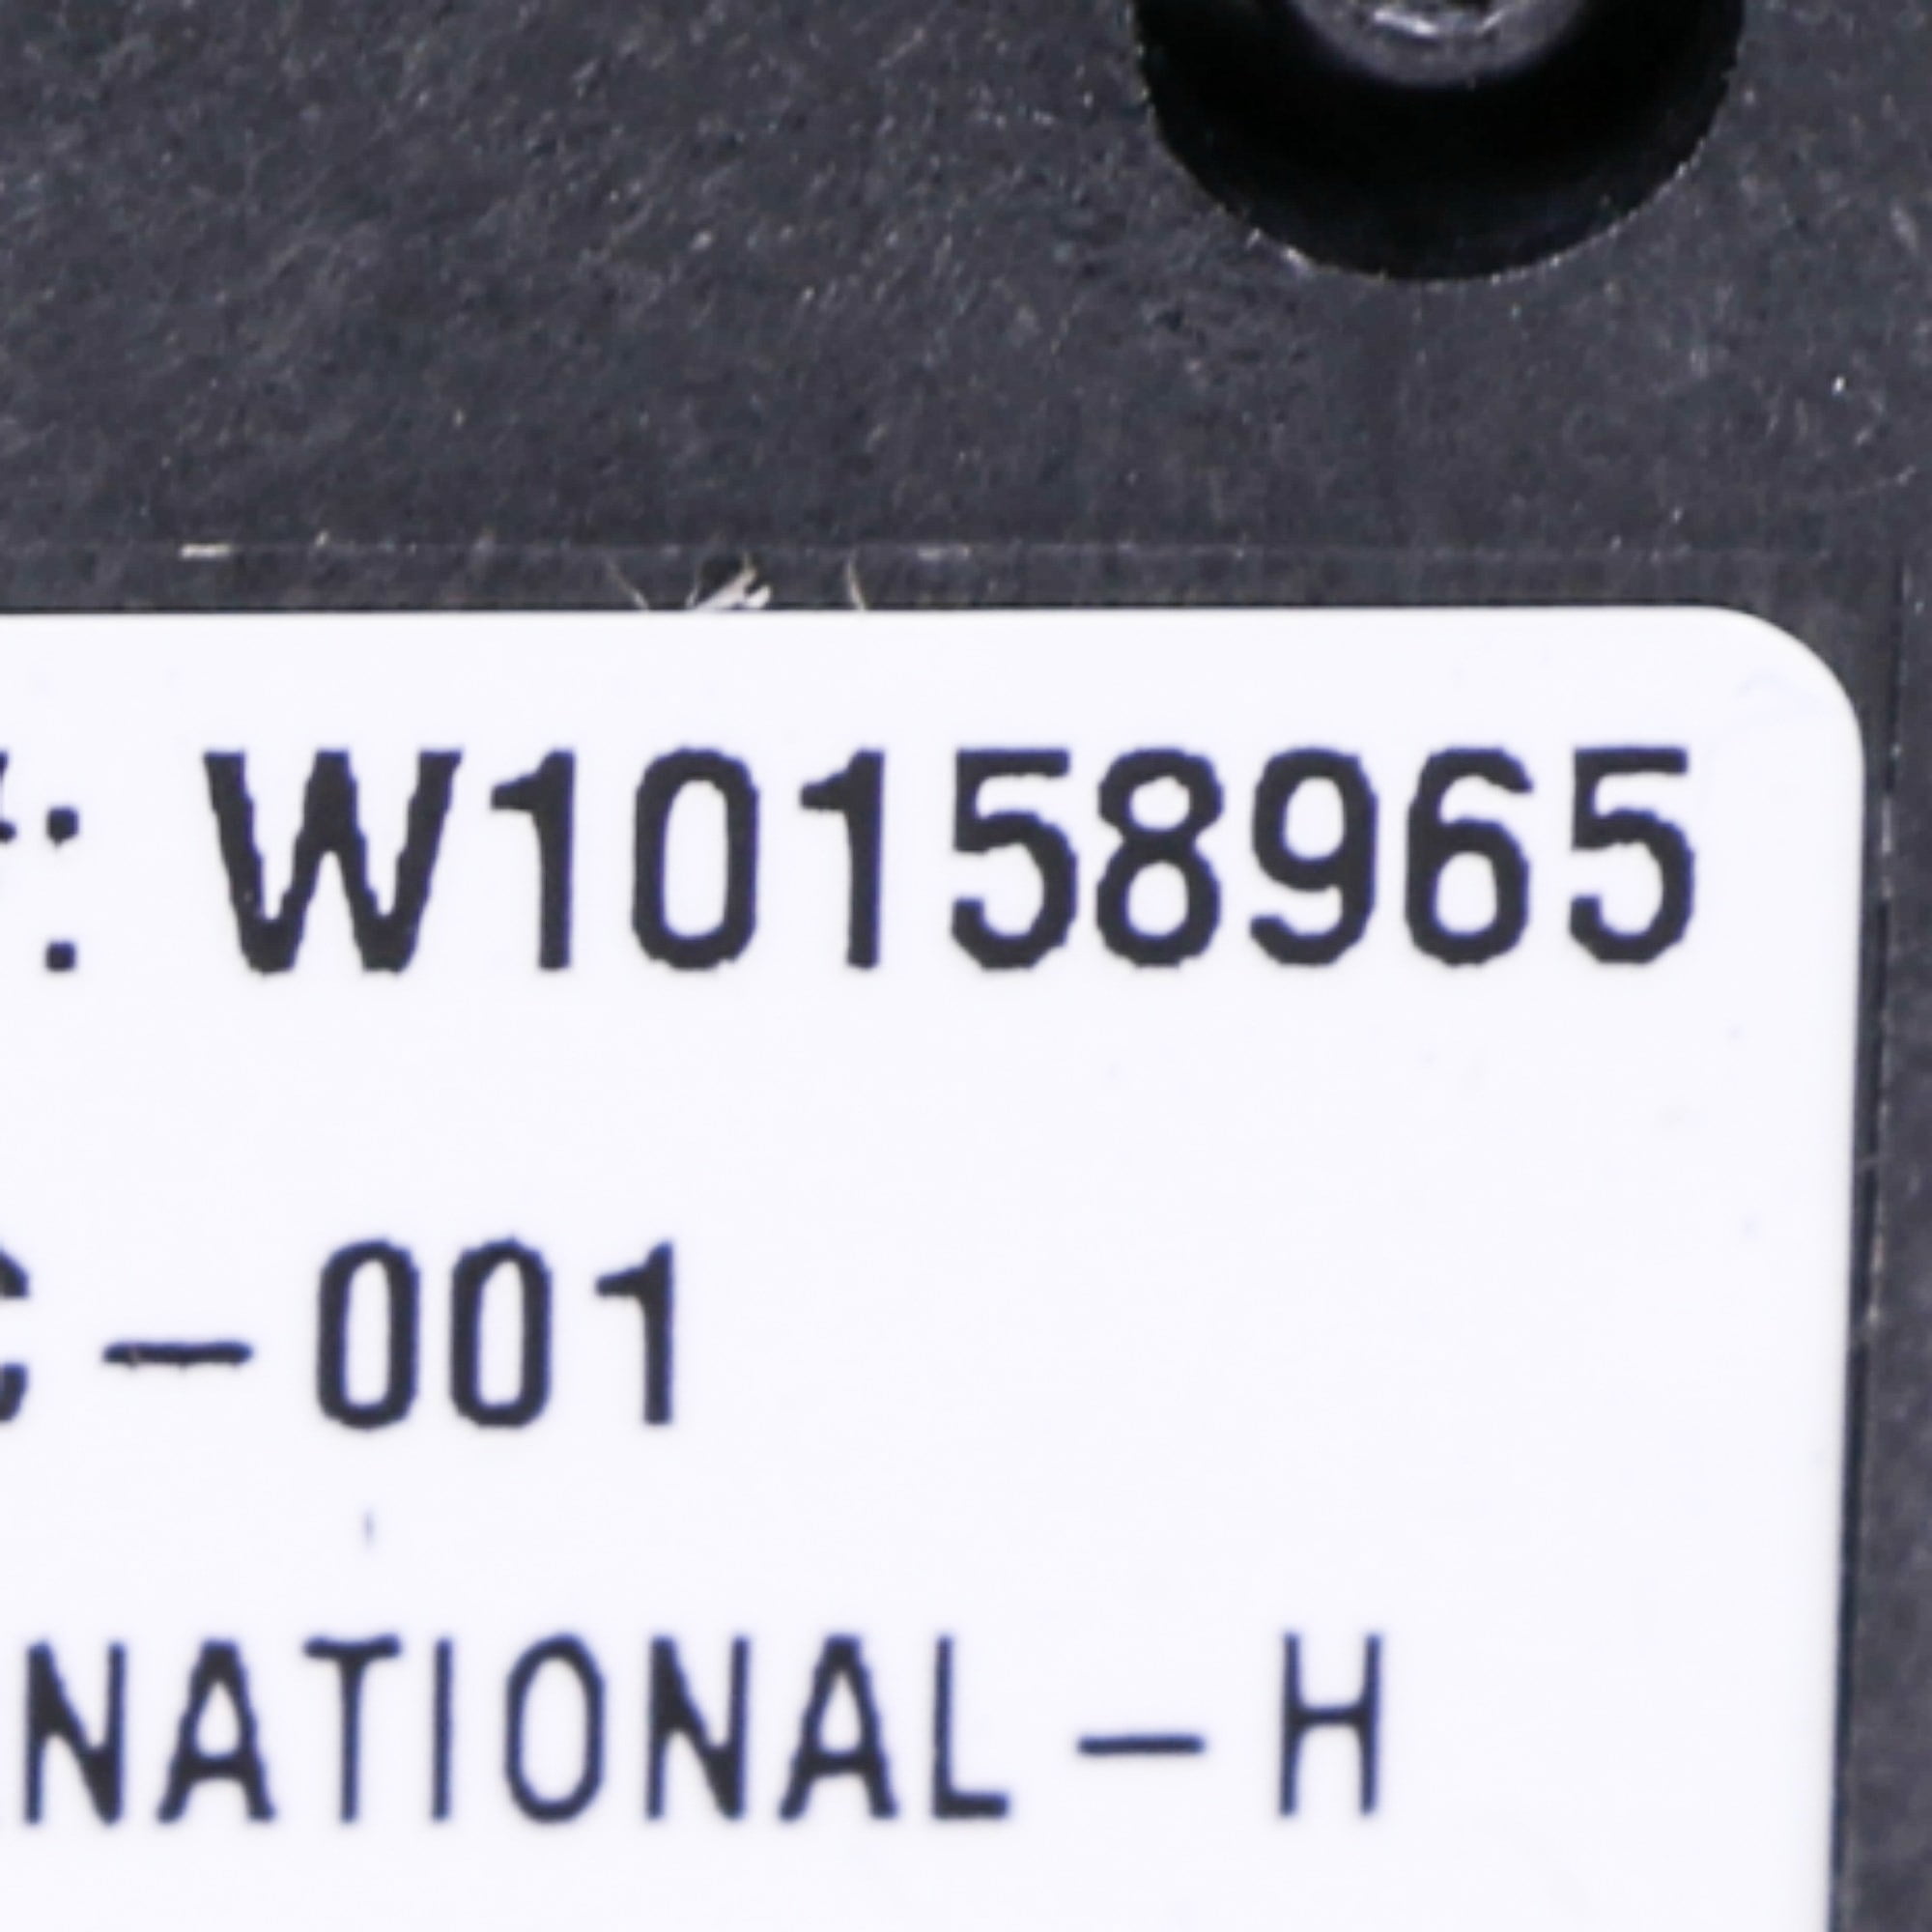 : W10158965
C-001
NATIONAL-H